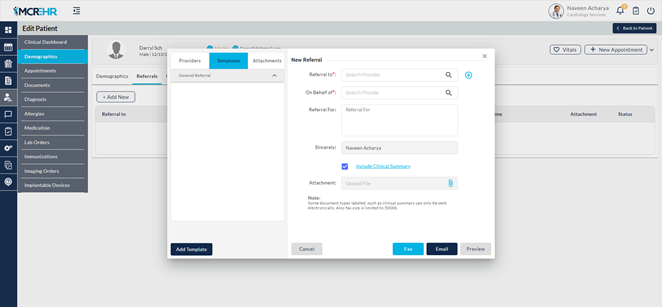 MCREHR
Naveen Acharya
Cardiology Services
Edit Patient
Back to Patient
Clinical Dashboard
Demographics
Appointments
Documents
Diagnosis
Allergies
Medication
Lab Orders
Immunizations
Imaging Orders
Implantable Devices
Darryl Sch
Male | 12/15/2
Vitals
+ New Appointment
Demographics
Referrals
+ Add New
Referral to
Attachment
Status
Providers
Templates
Attachments
General Referral
Add Template
New Referral
Referral to*:
Search Provider
On Behalf of*:
Search Provider
Referral For:
Referral For
Sincerely:
Naveen Acharya
Include Clinical Summary
Attachment:
Upload File
Note:
Some document types labeled, such as clinical summary can only be sent
electronically. Also fax size is limited to 500kb.
Cancel
Fax
Email
Preview